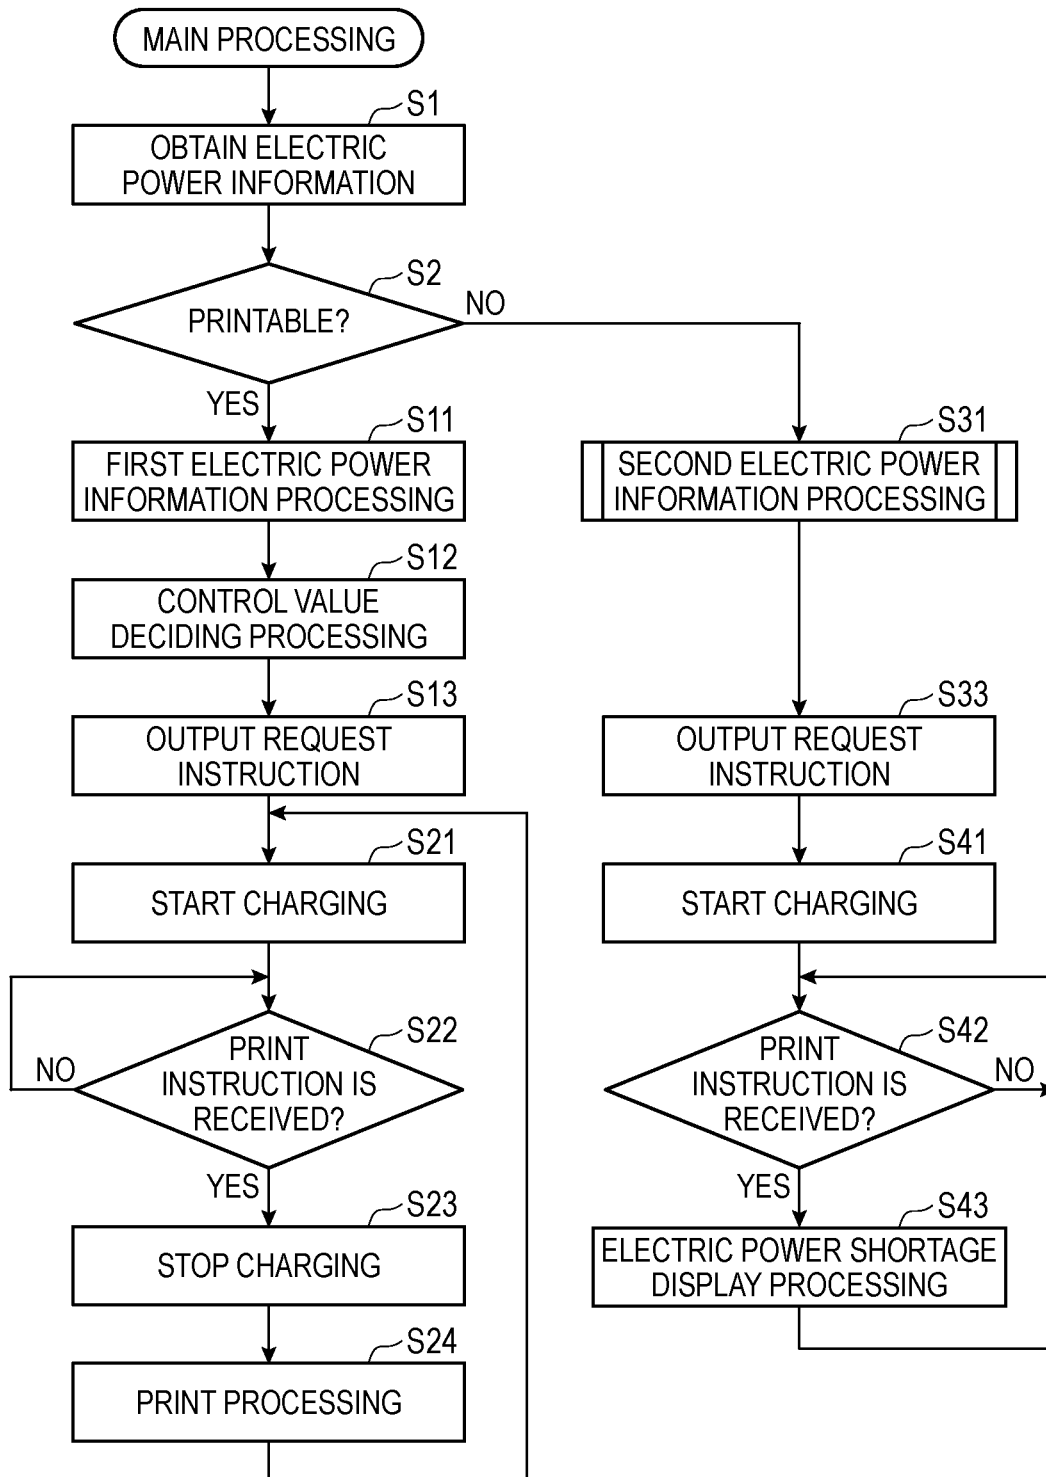 MAIN PROCESSING
S1
OBTAIN ELECTRIC
POWER INFORMATION
S2
PRINTABLE?
NO
YES
S11
FIRST ELECTRIC POWER
INFORMATION PROCESSING
S12
CONTROL VALUE
DECIDING PROCESSING
S13
OUTPUT REQUEST
INSTRUCTION
S21
START CHARGING
S22
PRINT
INSTRUCTION IS
RECEIVED?
NO
YES
S23
STOP CHARGING
S24
PRINT PROCESSING
S31
SECOND ELECTRIC POWER
INFORMATION PROCESSING
S33
OUTPUT REQUEST
INSTRUCTION
S41
START CHARGING
S42
PRINT
INSTRUCTION IS
RECEIVED?
NO
YES
S43
ELECTRIC POWER SHORTAGE
DISPLAY PROCESSING